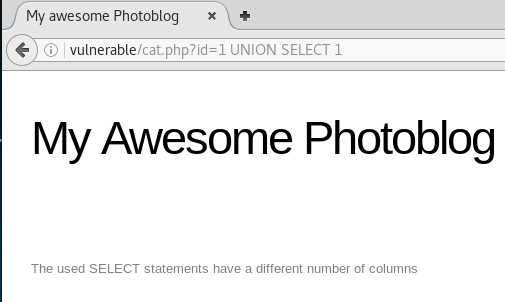 My awesome Photoblog
vulnerable/cat.php?id=1 UNION SELECT 1
My Awesome Photoblog
The used SELECT statements have a different number of columns